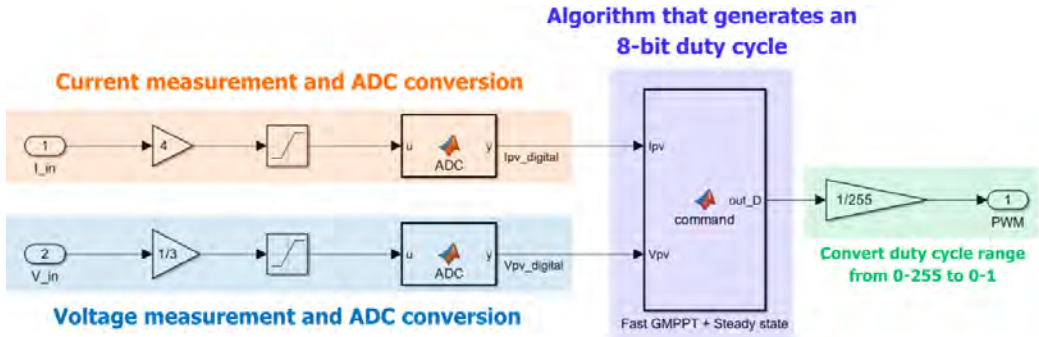 Algorithm that generates an
8-bit duty cycle
Current measurement and ADC conversion
1
I_in
4
u
y
ADC
Ipv_digital
Ipv
command
out_D
Vpv
Fast GMPPT + Steady state
1/255
1
PWM
Convert duty cycle range
from 0-255 to 0-1
2
V_in
1/3
u
y
ADC
Vpv_digital
Voltage measurement and ADC conversion